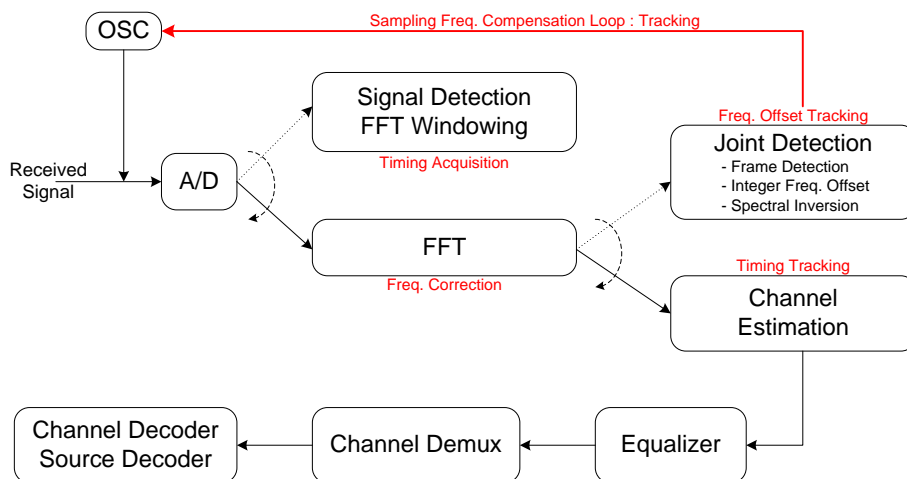 Sampling Freq. Compensation Loop : Tracking
OSC
Signal Detection
FFT Windowing
Timing Acquisition
Freq. Offset Tracking
Joint Detection
- Frame Detection
- Integer Freq. Offset
- Spectral Inversion
Received
Signal
A/D
FFT
Freq. Correction
Timing Tracking
Channel
Estimation
Channel Decoder
Source Decoder
Channel Demux
Equalizer